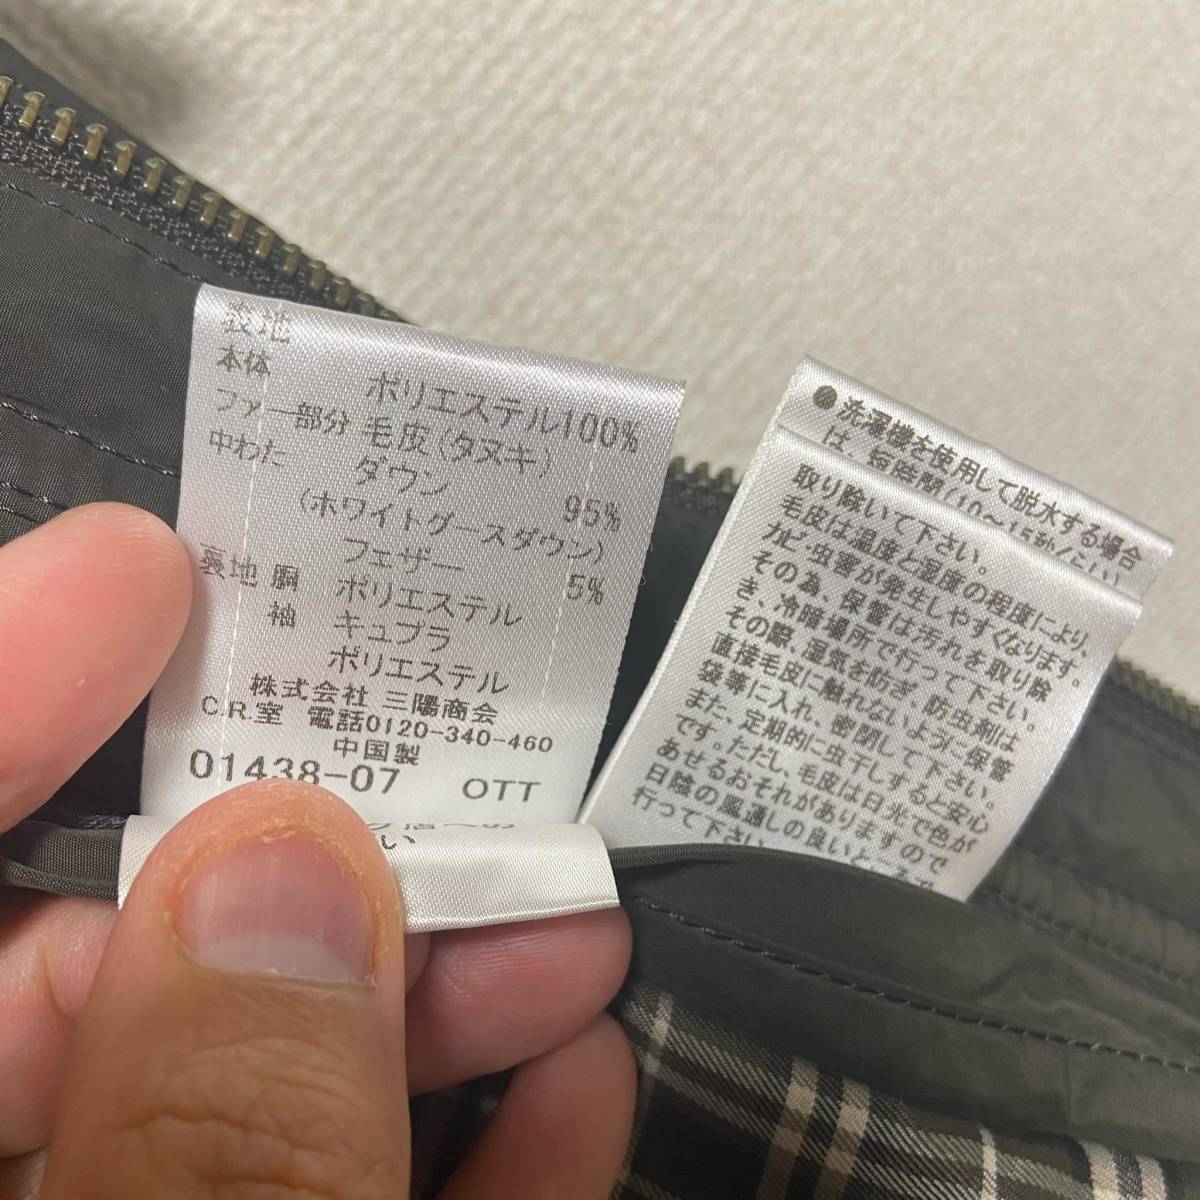 表地
本体 ポリエステル100%
ファー部分 毛皮(タヌキ)
中わた ダウン 95%
(ホワイトグースダウン)
フェザー 5%
裏地 胴 ポリエステル
キュプラ
袖 ポリエステル
株式会社 三陽商会
C.R.室 電話0120-340-460
中国製
01438-07 OTT
い
●洗濯機を使用して脱水する場合
は、短時間(10~15秒くらい)
取り除いて下さい。
毛皮は温度と湿度の程度により、
カビ・虫害が発生しやすくなります。
その為、保管は汚れを取り除
き、冷暗場所で行って下さい。
その際、湿気を防ぎ、防虫剤は
直接毛皮に触れないように保管
袋等に入れ、密閉して下さい。
また、定期的に虫干しすると安心
です。ただし、毛皮は日光で色が
あせるおそれがありますので
日陰の風通しの良いところで
行って下さい。